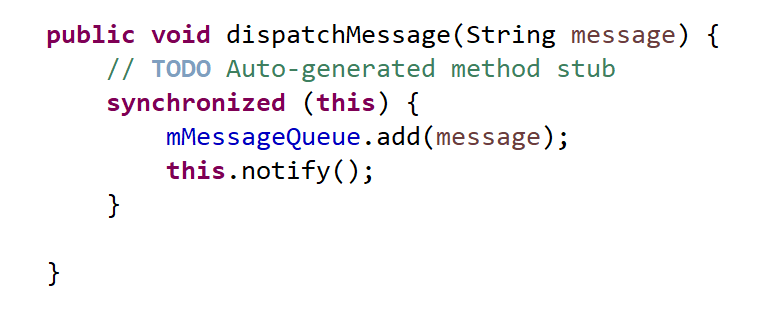 public void dispatchMessage(String message) {
    // TODO Auto-generated method stub
    synchronized (this) {
        mMessageQueue.add(message);
        this.notify();
    }
}